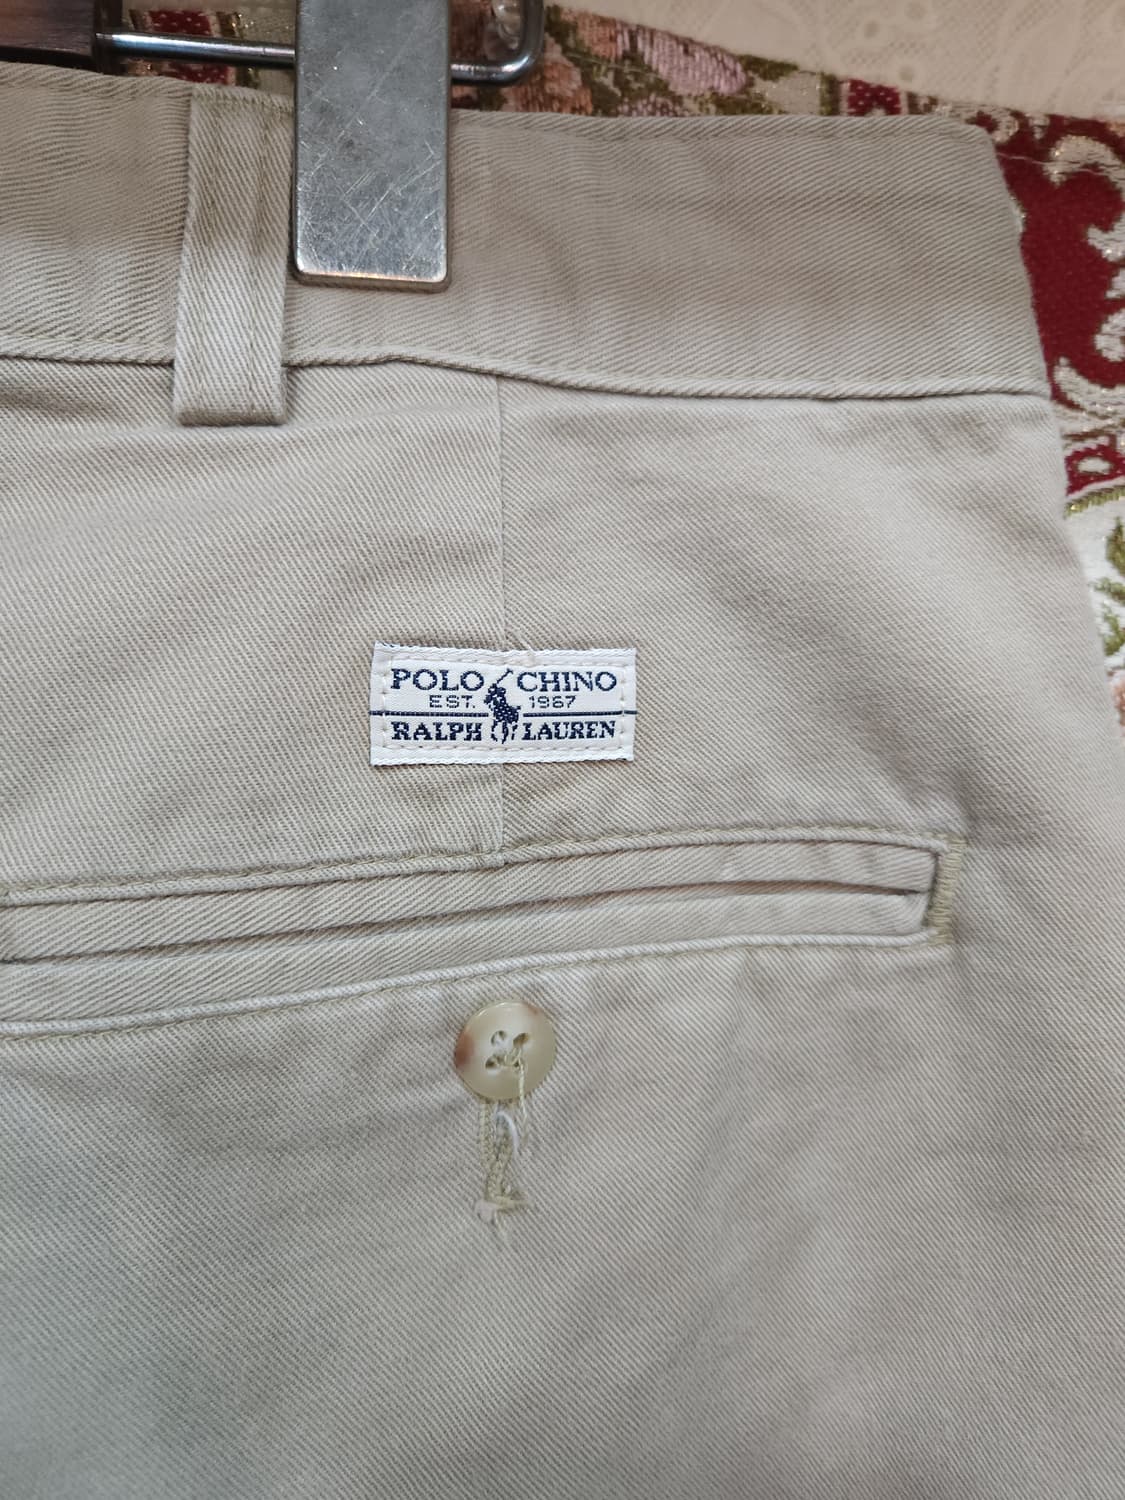 POLO CHINO
EST. 1967
RALPH LAUREN